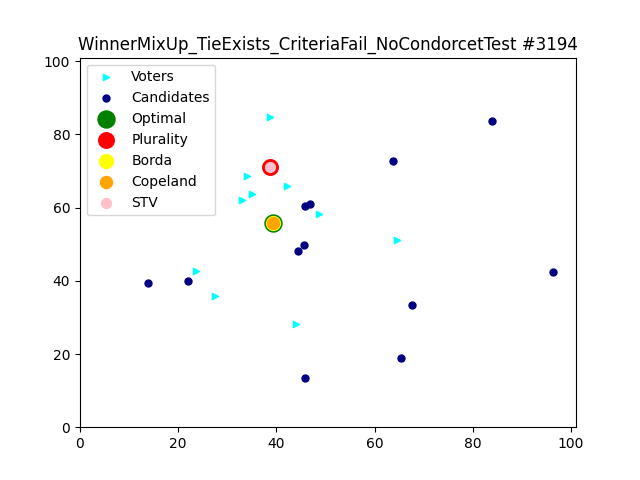 WinnerMixUp_TieExists_CriteriaFail_NoCondorcetTest #3194
Voters
Candidates
Optimal
Plurality
Borda
Copeland
STV
100
80
60
40
20
0
0 20 40 60 80 100